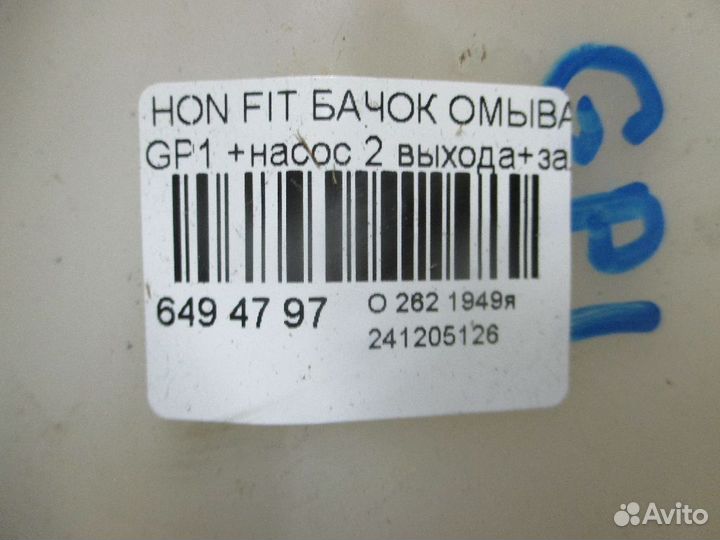 HON FIT БАЧОК ОМЫВА
GP1 +насос 2 выхода+за
649 47 97
О 262 1949я
241205126
GP1
Avito